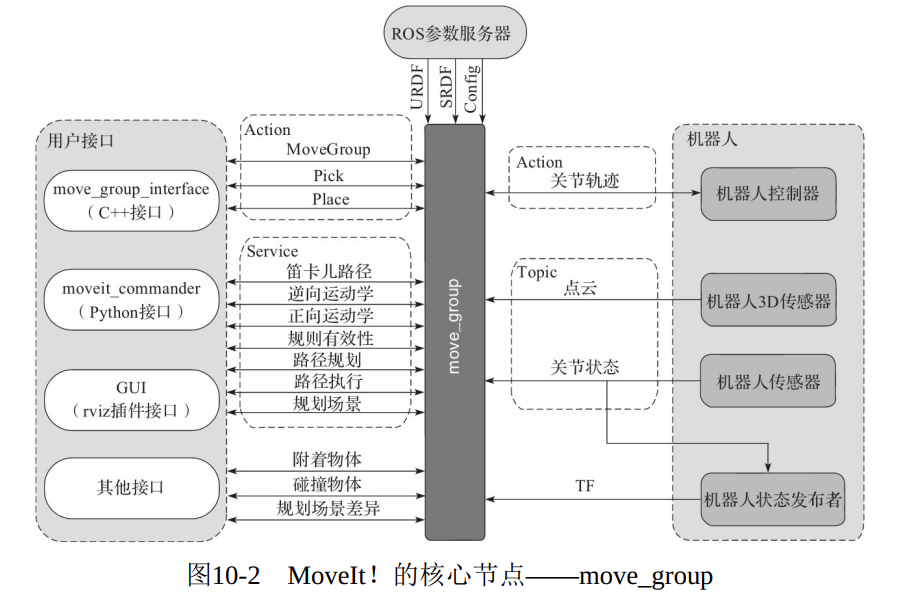 ROS参数服务器
URDF
SRDF
Config
用户接口
move_group_interface
（C++接口）
moveit_commander
（Python接口）
GUI
（rviz插件接口）
其他接口
Action
MoveGroup
Pick
Place
Service
笛卡儿路径
逆向运动学
正向运动学
规则有效性
路径规划
路径执行
规划场景
附着物体
碰撞物体
规划场景差异
move_group
Action
关节轨迹
Topic
点云
关节状态
TF
机器人
机器人控制器
机器人3D传感器
机器人传感器
机器人状态发布者
图10-2 MoveIt！的核心节点——move_group